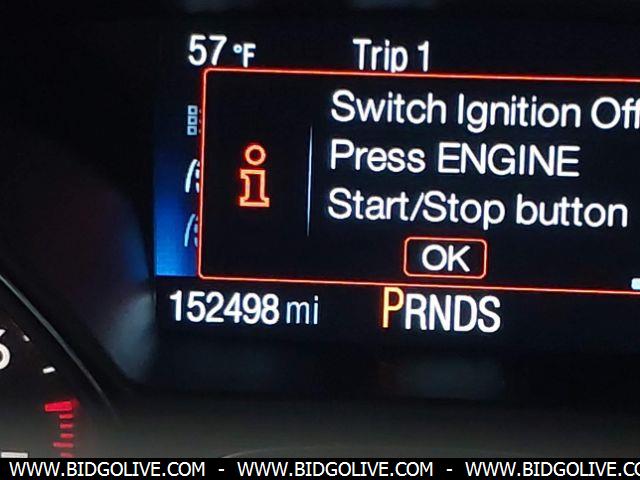 57 °F Trip 1
Switch Ignition Off
Press ENGINE
Start/Stop button
OK
152498 mi PRNDS
6
WWW.BIDGOLIVE.COM - WWW.BIDGOLIVE.COM - WWW.BIDGOLIVE.COM